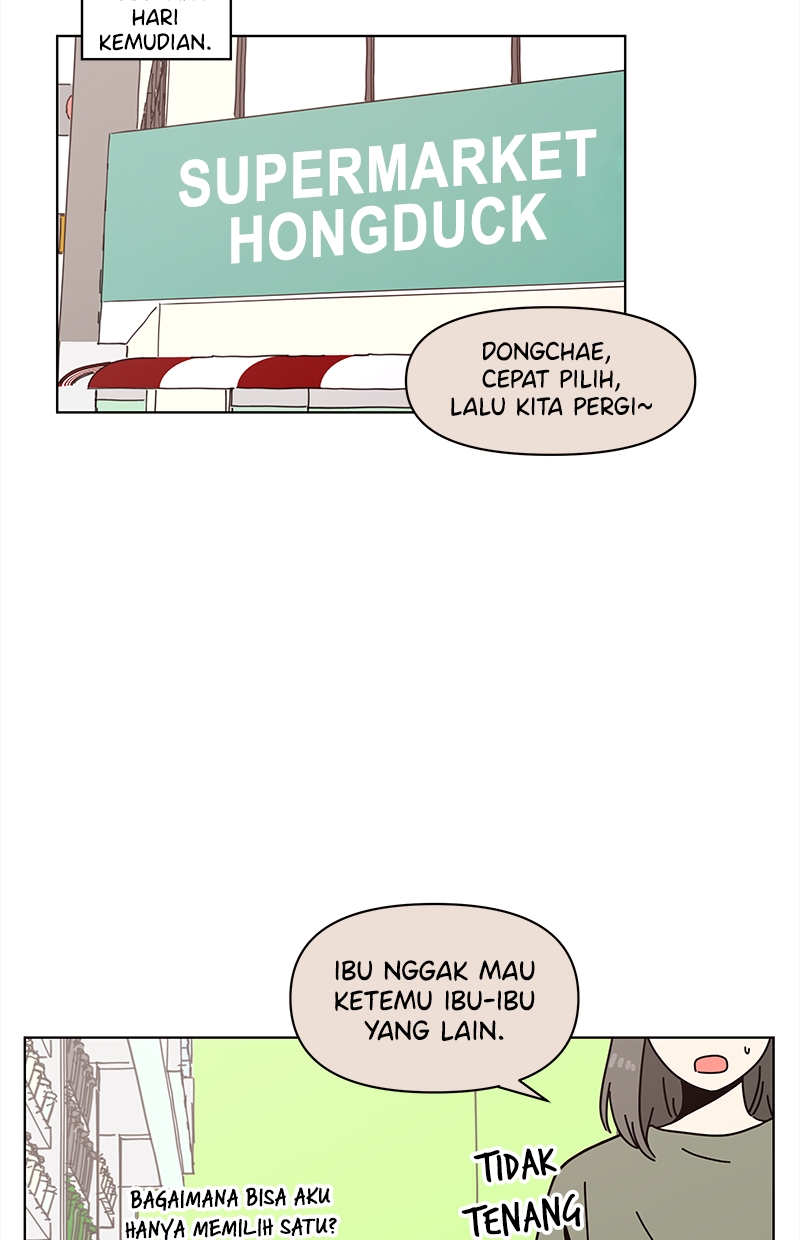 HARI
KEMUDIAN.
SUPERMARKET
HONGDUCK
DONGCHAE,
CEPAT PILIH,
LALU KITA PERGI~
IBU NGGAK MAU
KETEMU IBU-IBU
YANG LAIN.
TIDAK
TENANG
BAGAIMANA BISA AKU
HANYA MEMILIH SATU?